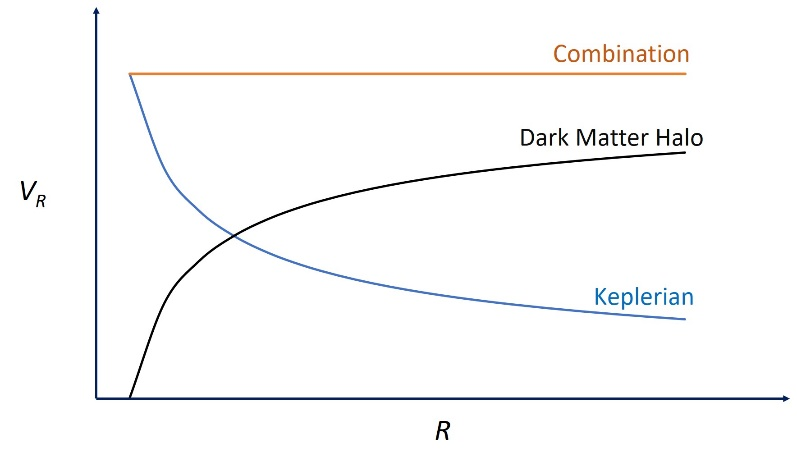 Combination
Dark Matter Halo
V_R
Keplerian
R